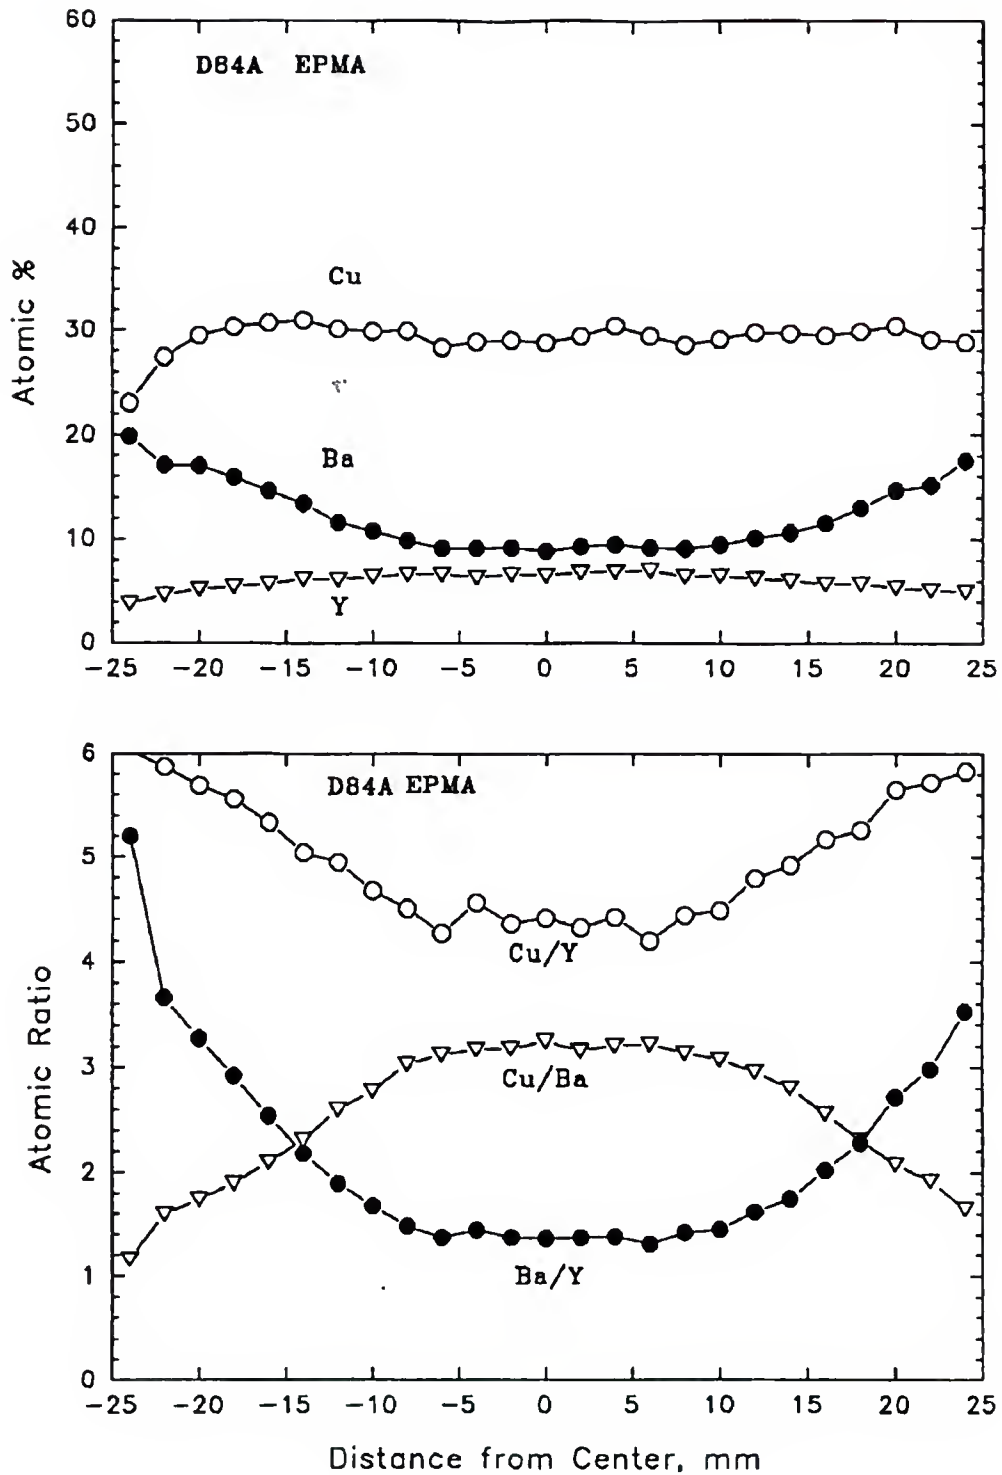 60
50
40
30
20
10
0
Atomic %
D84A EPMA
Cu
Ba
Y
-25 -20 -15 -10 -5 0 5 10 15 20 25
6
5
4
3
2
1
0
Atomic Ratio
D84A EPMA
Cu/Y
Cu/Ba
Ba/Y
-25 -20 -15 -10 -5 0 5 10 15 20 25
Distance from Center, mm